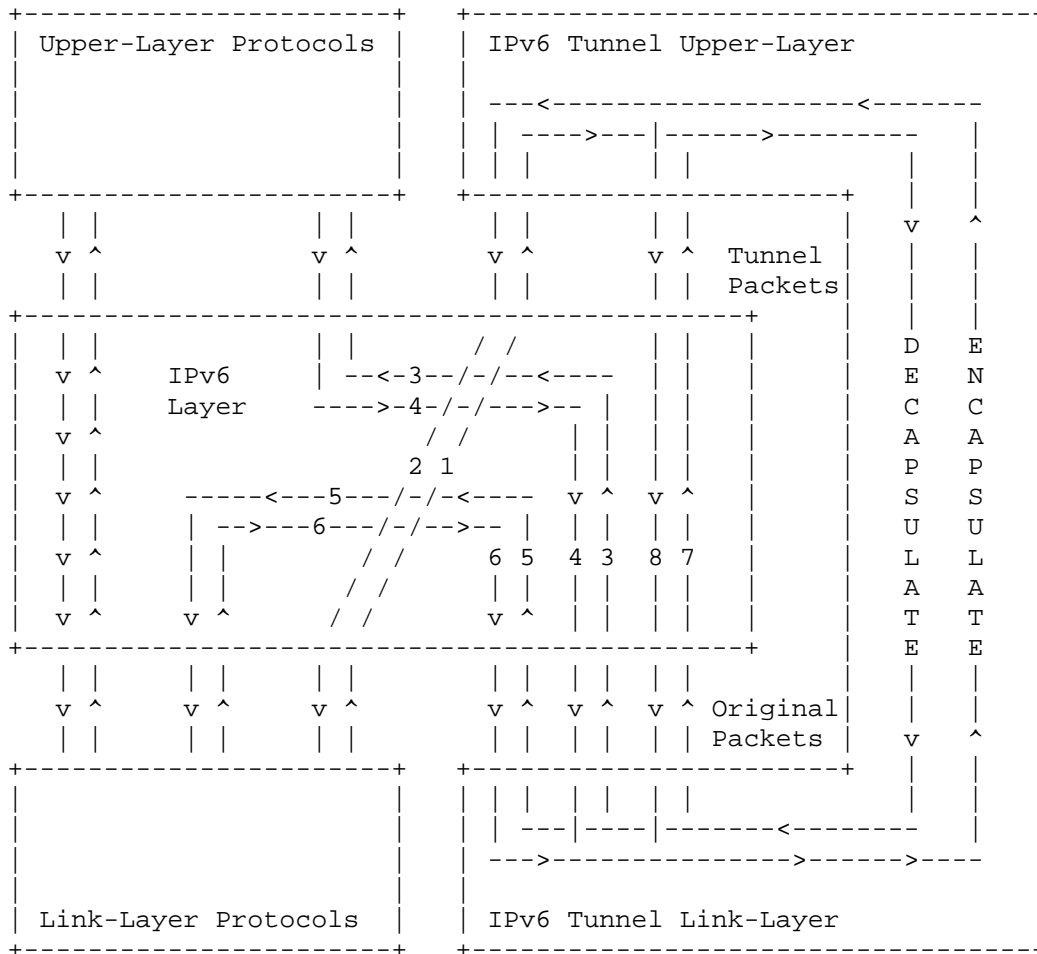 Upper-Layer Protocols IPv6 Tunnel Upper-Layer
Tunnel
Packets
D E
IPv6 3 E N
Layer 4 C C
A A
2 1 P P
5 S S
6 U U
6 5 4 3 8 7 L L
A A
T T
E E
Original
Packets
Link-Layer Protocols IPv6 Tunnel Link-Layer